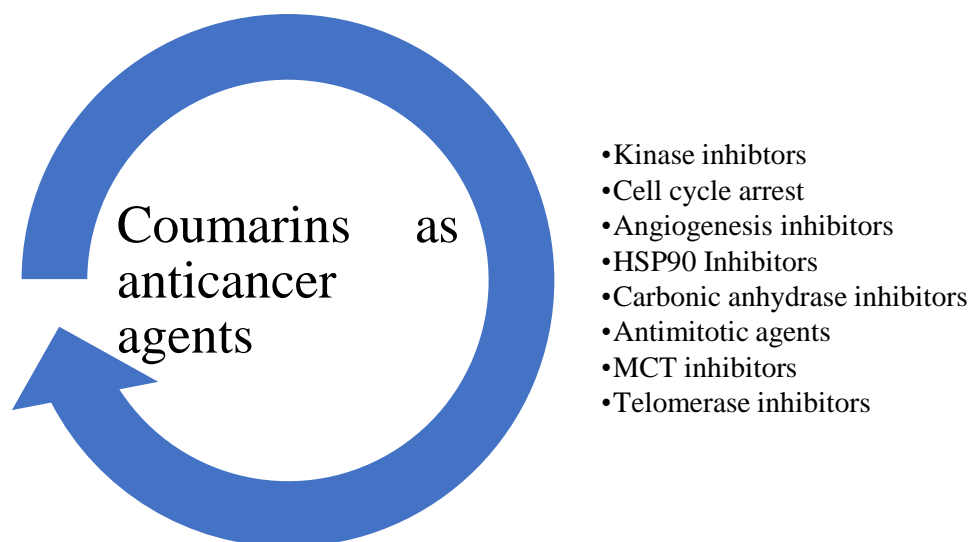 Coumarins as
anticancer
agents
•Kinase inhibtors
•Cell cycle arrest
•Angiogenesis inhibitors
•HSP90 Inhibitors
•Carbonic anhydrase inhibitors
•Antimitotic agents
•MCT inhibitors
•Telomerase inhibitors